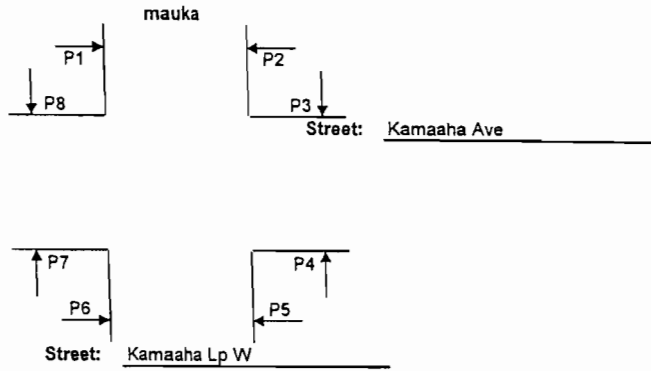 mauka
P1 P2
P8 P3
Street: Kamaaha Ave
P7 P4
P6 P5
Street: Kamaaha Lp W